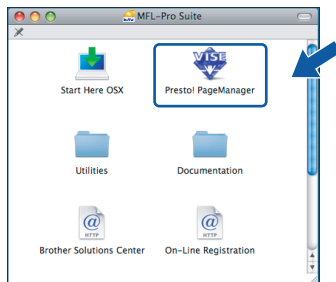 MFL-Pro Suite
VISE
Start Here OSX
Presto! PageManager
Utilities
Documentation
@
HTTP
@
HTTP
Brother Solutions Center
On-Line Registration